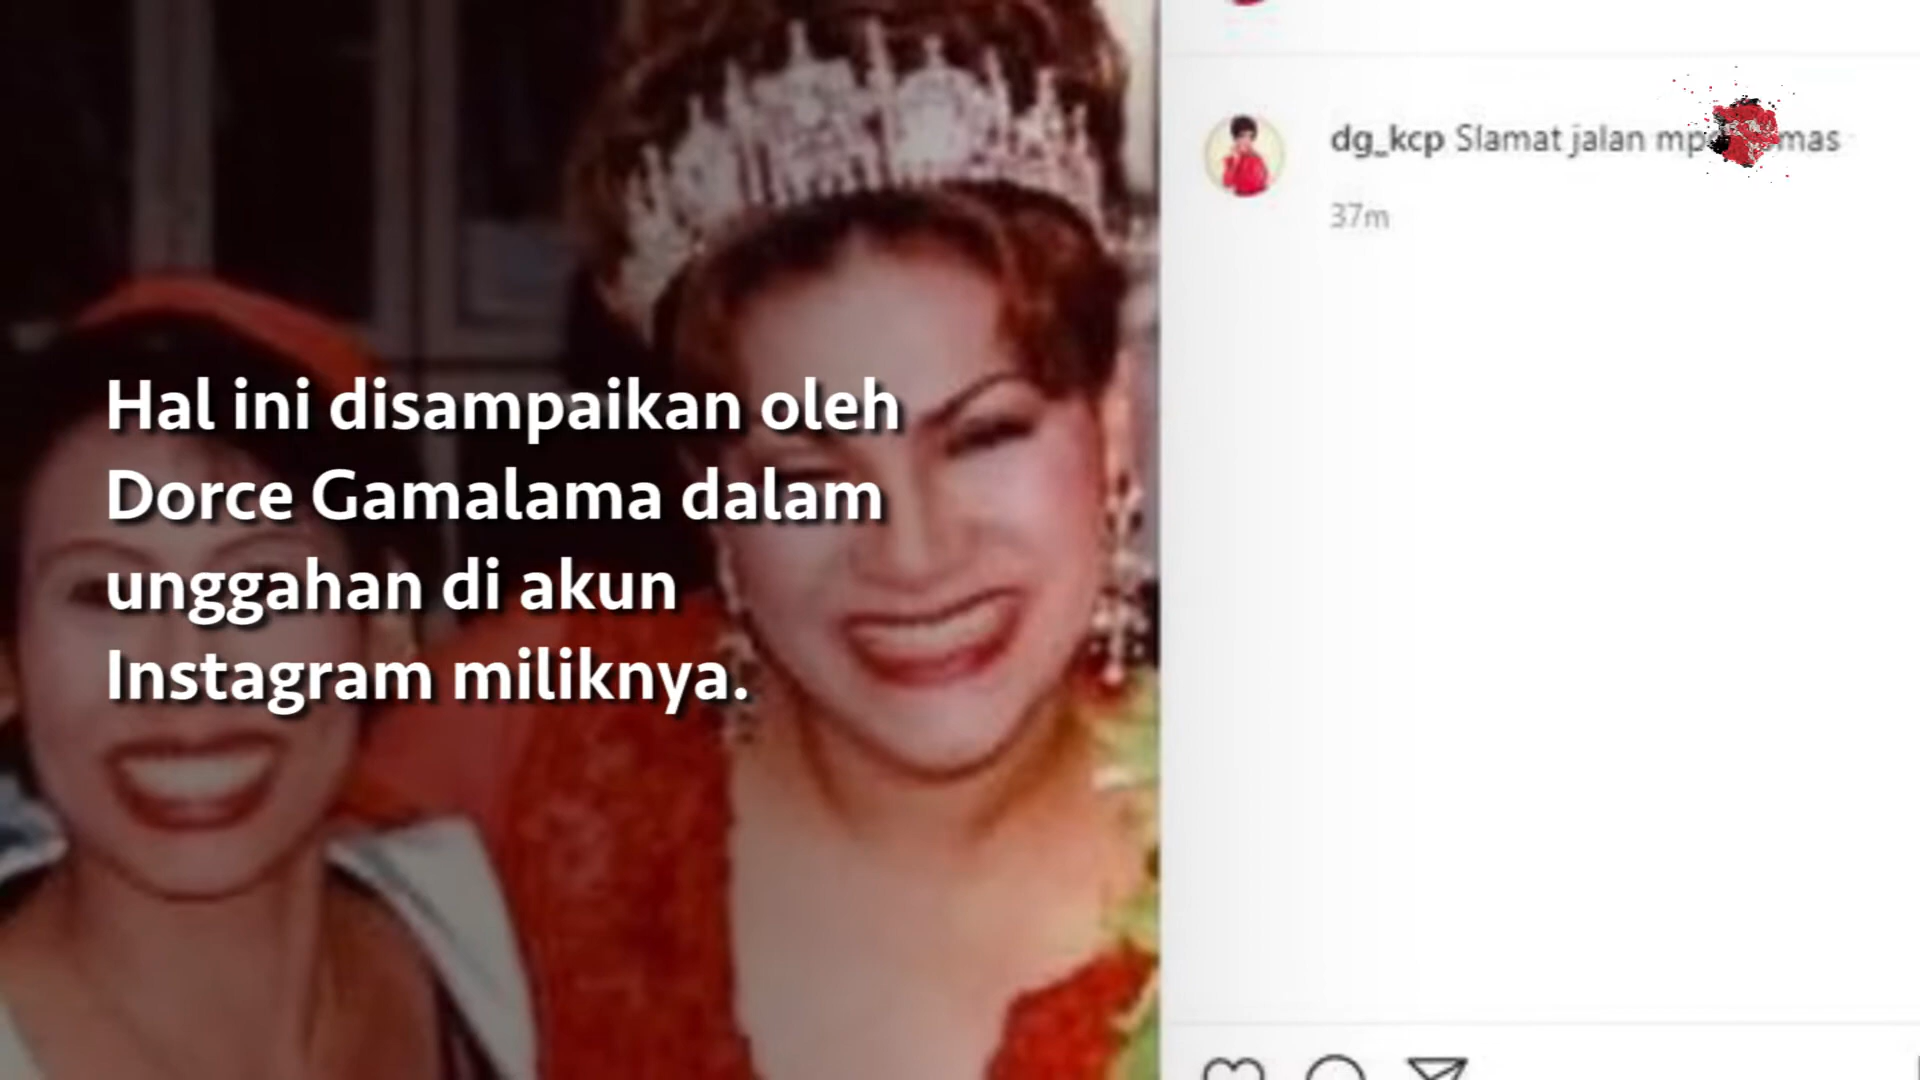 Hal ini disampaikan oleh
Dorce Gamalama dalam
unggahan di akun
Instagram miliknya.
dg_kcp Slamat jalan
37m